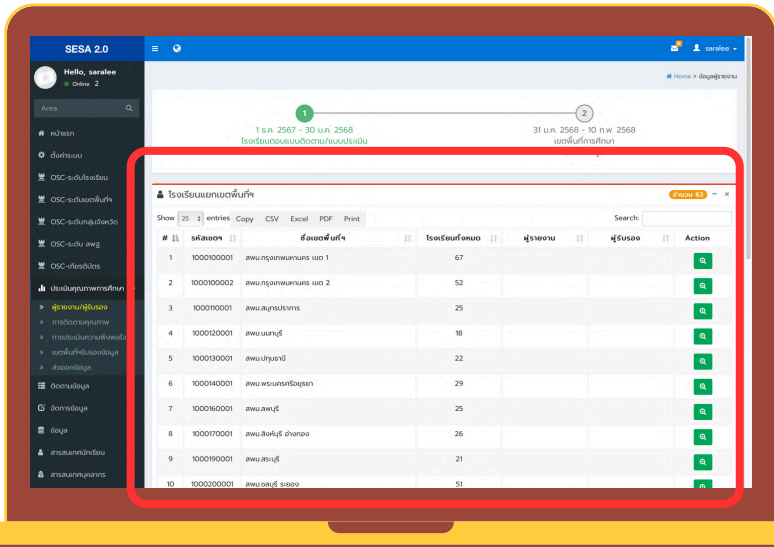 SESA 2.0
saralee
Hello, saralee
Online 2
Home > ข้อมูลผู้รายงาน
Area.
1
2
1 ธ.ค. 2567 - 30 ม.ค. 2568
31 ม.ค. 2568 - 10 ก.พ. 2568
โรงเรียนตอบแบบติดตาม/แบบประเมิน
เขตพื้นที่การศึกษา
หน้าแรก
ตั้งค่าระบบ
OSC-ระดับโรงเรียน
OSC-ระดับเขตพื้นที่ฯ
OSC-ระดับกลุ่มจังหวัด
OSC-ระดับ สพฐ.
OSC-เกียรติบัตร
ประเมินคุณภาพการศึกษา
» ผู้รายงาน/ผู้รับรอง
» การติดตามคุณภาพ
» การประเมินความพึงพอใจ
» เขตพื้นที่ฯรับรองข้อมูล
» ส่งออกข้อมูล
ติดตามข้อมูล
จัดการข้อมูล
ข้อมูล
สารสนเทศนักเรียน
สารสนเทศบุคลากร
โรงเรียนแยกเขตพื้นที่ฯ
จำนวน 62
Show 25 entries Copy CSV Excel PDF Print Search:
# รหัสเขตฯ ชื่อเขตพื้นที่ฯ โรงเรียนทั้งหมด ผู้รายงาน ผู้รับรอง Action
1 1000100001 สพม.กรุงเทพมหานคร เขต 1 67
2 1000100002 สพม.กรุงเทพมหานคร เขต 2 52
3 1000110001 สพม.สมุทรปราการ 25
4 1000120001 สพม.นนทบุรี 18
5 1000130001 สพม.ปทุมธานี 22
6 1000140001 สพม.พระนครศรีอยุธยา 29
7 1000160001 สพม.ลพบุรี 25
8 1000170001 สพม.สิงห์บุรี อ่างทอง 26
9 1000190001 สพม.สระบุรี 21
10 1000200001 สพม.ชลบุรี ระยอง 51